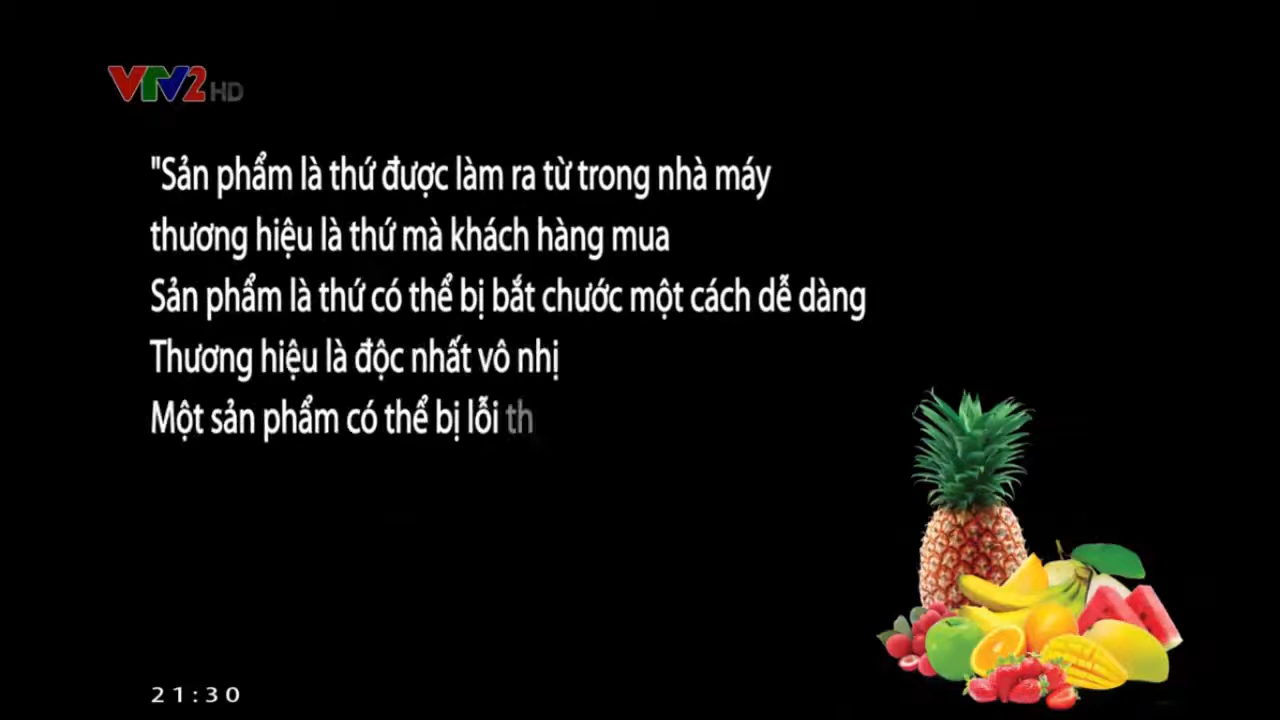 VTV2 HD
"Sản phẩm là thứ được làm ra từ trong nhà máy
thương hiệu là thứ mà khách hàng mua
Sản phẩm là thứ có thể bị bắt chước một cách dễ dàng
Thương hiệu là độc nhất vô nhị
Một sản phẩm có thể bị lỗi th
21:30